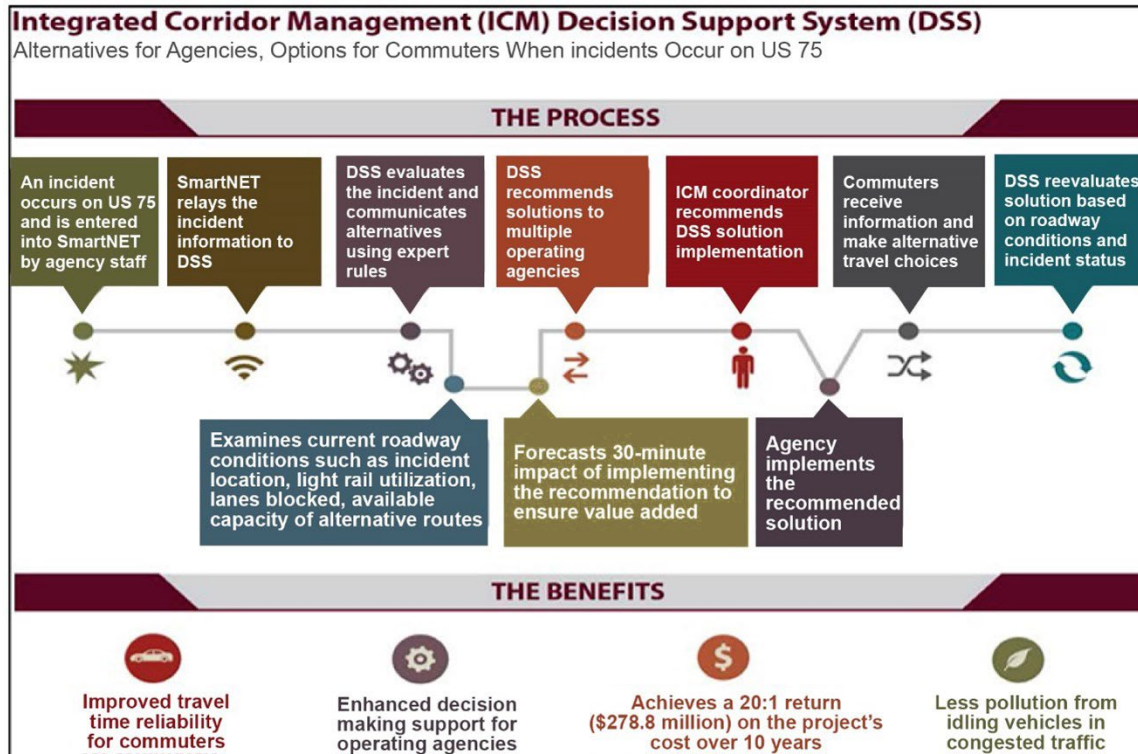 Integrated Corridor Management (ICM) Decision Support System (DSS)
Alternatives for Agencies, Options for Commuters When incidents Occur on US 75
THE PROCESS
An incident
occurs on US 75
and is entered
into SmartNET
by agency staff
SmartNET
relays the
incident
information to
DSS
DSS evaluates
the incident and
communicates
alternatives
using expert
rules
DSS
recommends
solutions to
multiple
operating
agencies
ICM coordinator
recommends
DSS solution
implementation
Commuters
receive
information and
make alternative
travel choices
DSS reevaluates
solution based
on roadway
conditions and
incident status
Examines current roadway
conditions such as incident
location, light rail utilization,
lanes blocked, available
capacity of alternative routes
Forecasts 30-minute
impact of implementing
the recommendation to
ensure value added
Agency
implements
the
recommended
solution
THE BENEFITS
Improved travel
time reliability
for commuters
Enhanced decision
making support for
operating agencies
$
Achieves a 20:1 return
($278.8 million) on the project's
cost over 10 years
Less pollution from
idling vehicles in
congested traffic